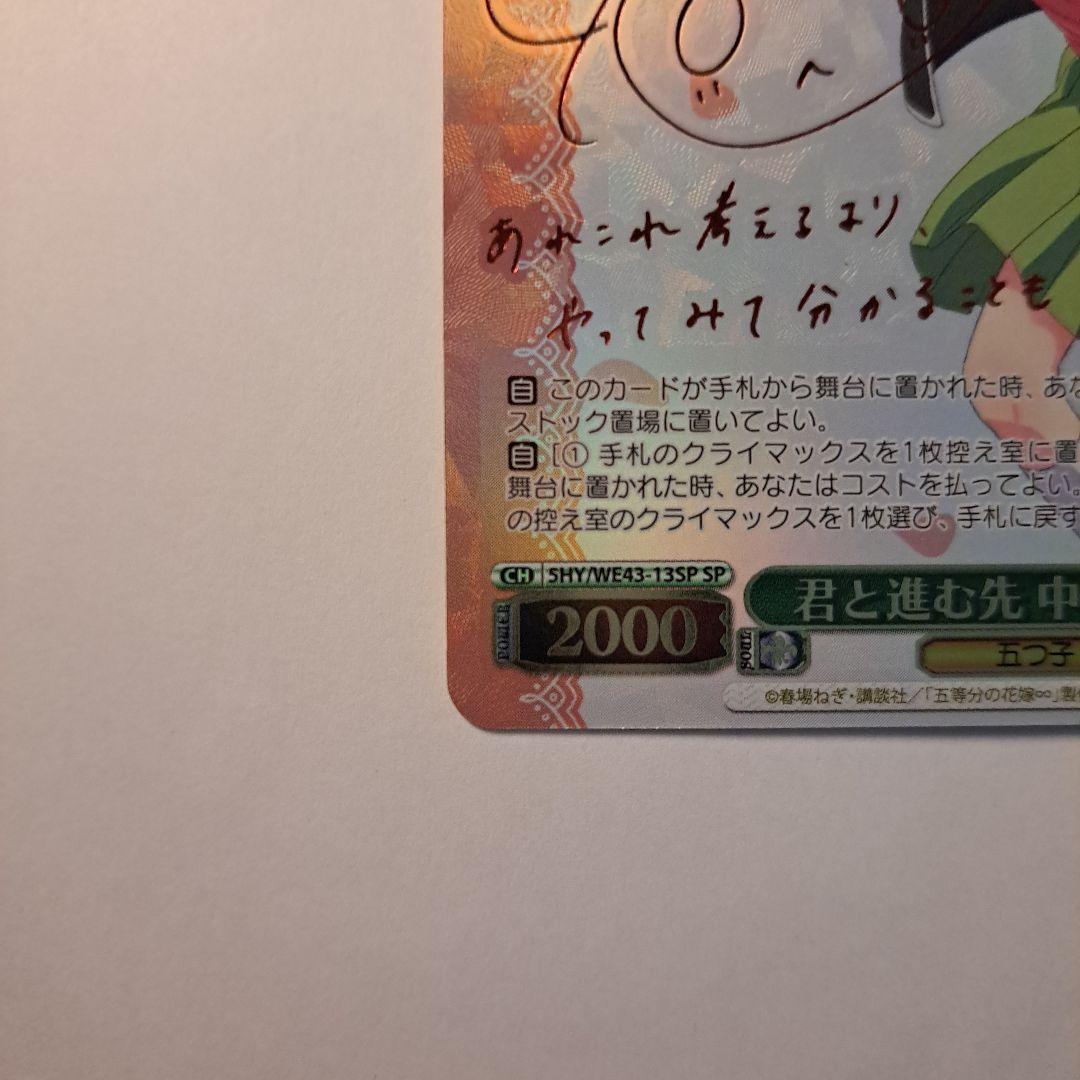 あれこれ考えるより、
やってみて分かることも
自 このカードが手札から舞台に置かれた時、あな
ストック置場に置いてよい。
自 [① 手札のクライマックスを1枚控え室に置
舞台に置かれた時、あなたはコストを払ってよい。
の控え室のクライマックスを1枚選び、手札に戻す
CH 5HY/WE43-13SP SP
君と進む先 中
POWER 2000
SOUL
五つ子
©春場ねぎ・講談社／「五等分の花嫁∞」製作